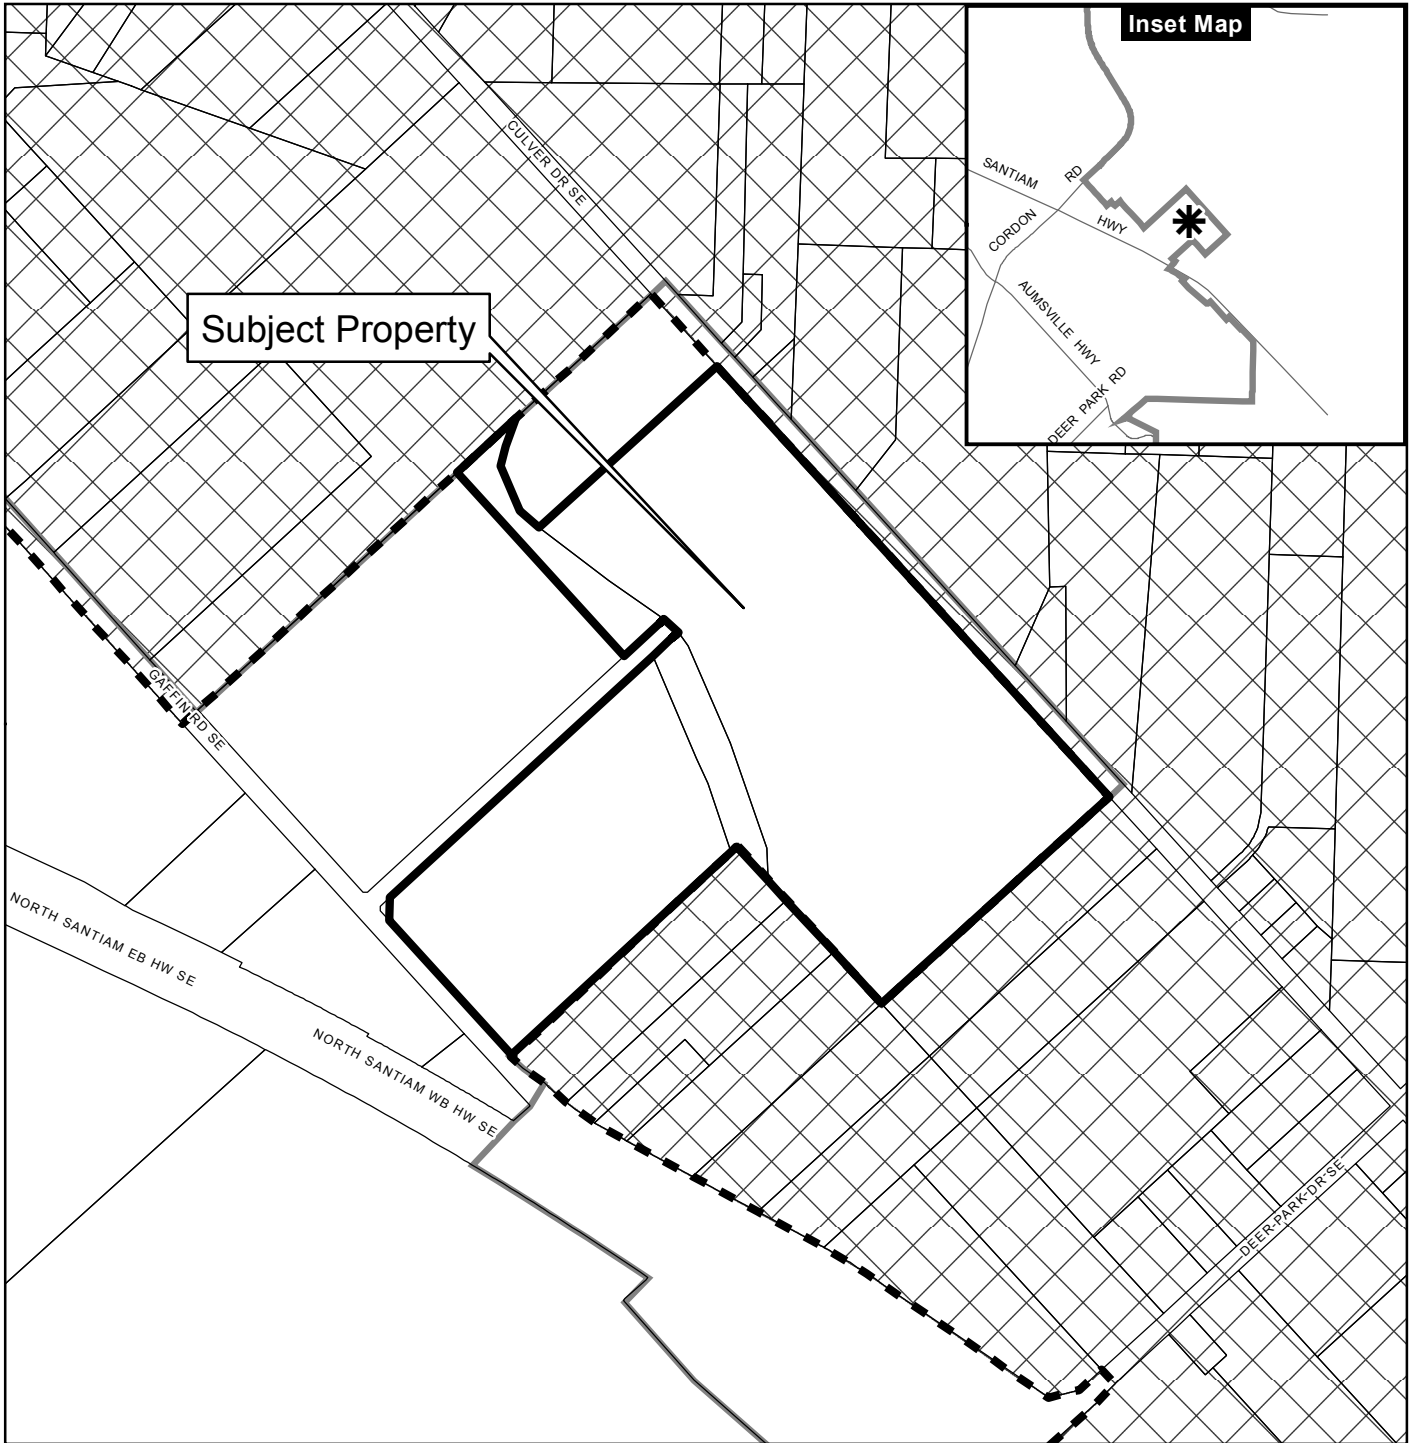 Inset Map
SANTIAM
RD
HWY
CORDON
AUMSVILLE HWY
DEER PARK RD
CULVER DR SE
Subject Property
GAFFIN RD SE
NORTH SANTIAM EB HW SE
NORTH SANTIAM WB HW SE
DEER-PARK-DR-SE